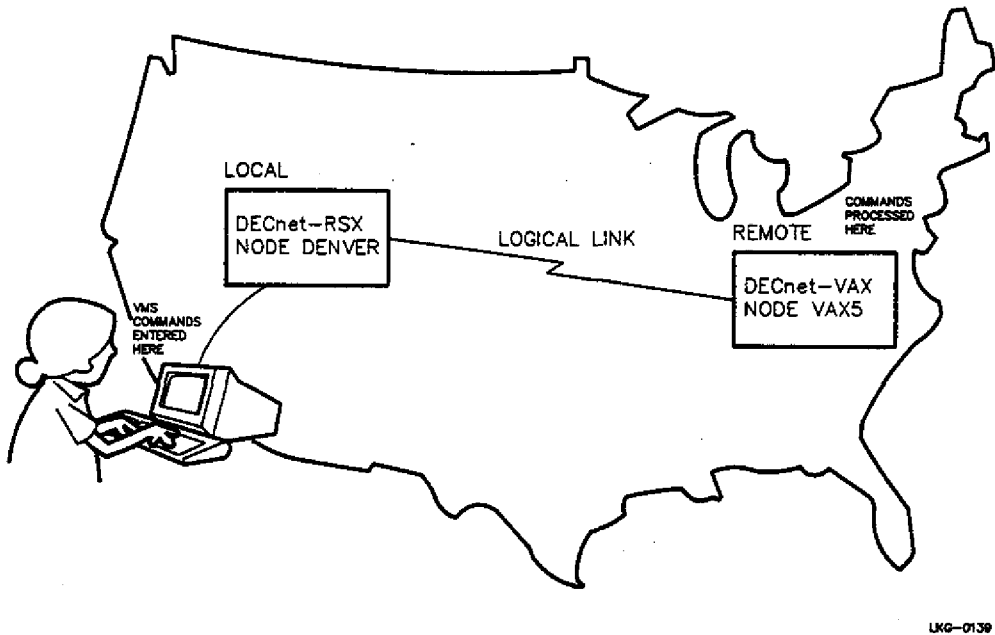 LOCAL
DECnet-RSX
NODE DENVER
LOGICAL LINK
REMOTE
COMMANDS
PROCESSED
HERE
DECnet-VAX
NODE VAX5
VMS
COMMANDS
ENTERED
HERE
LKG-0139